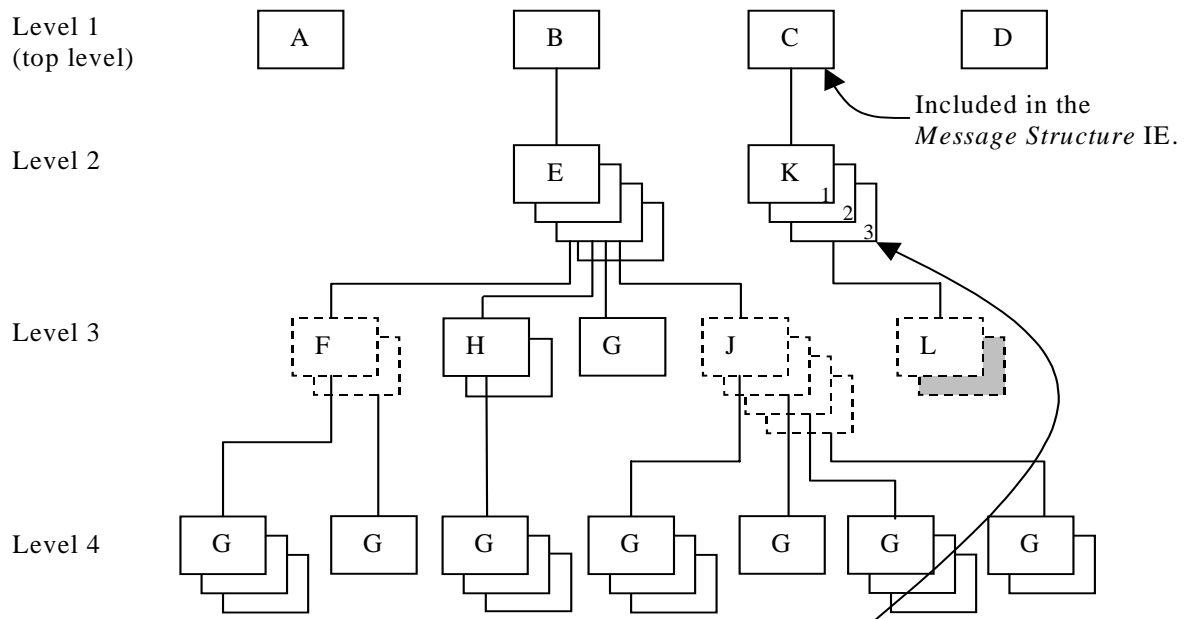 Level 1
(top level)
A
B
C
D
Included in the
Message Structure IE.
Level 2
E
K
1
2
3
Level 3
F
H
G
J
L
Level 4
G
G
G
G
G
G
G